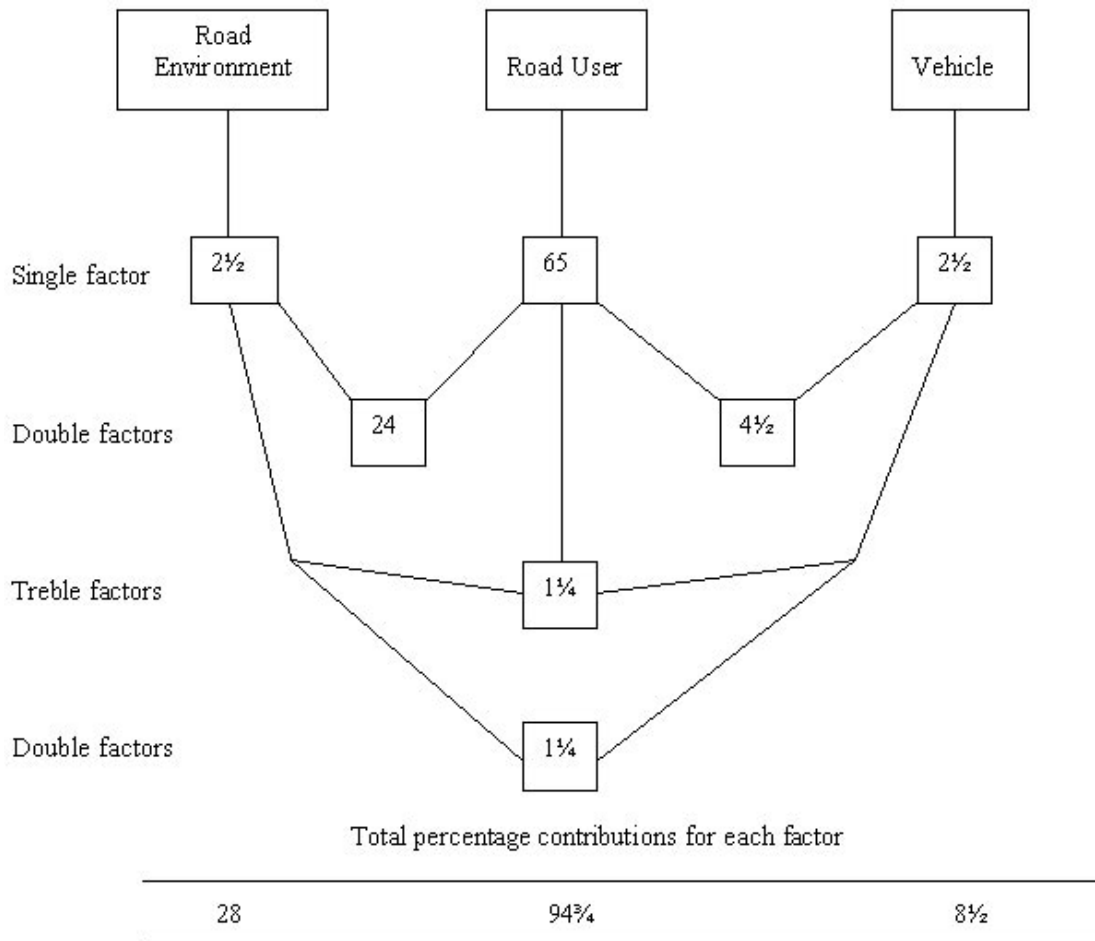 Road
Environment
Road User
Vehicle
Single factor
2½
65
2½
Double factors
24
4½
Treble factors
1¼
Double factors
1¼
Total percentage contributions for each factor
28
94¾
8½